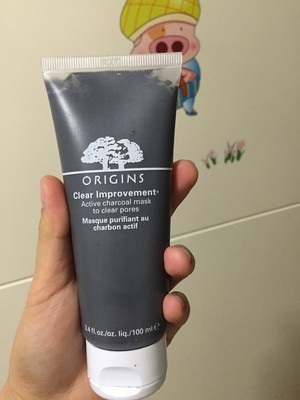 ORIGINS
Clear Improvement®
Active charcoal mask
to clear pores
Masque purifiant au
charbon actif
3.4 fl.oz./oz. liq./100 ml ℮